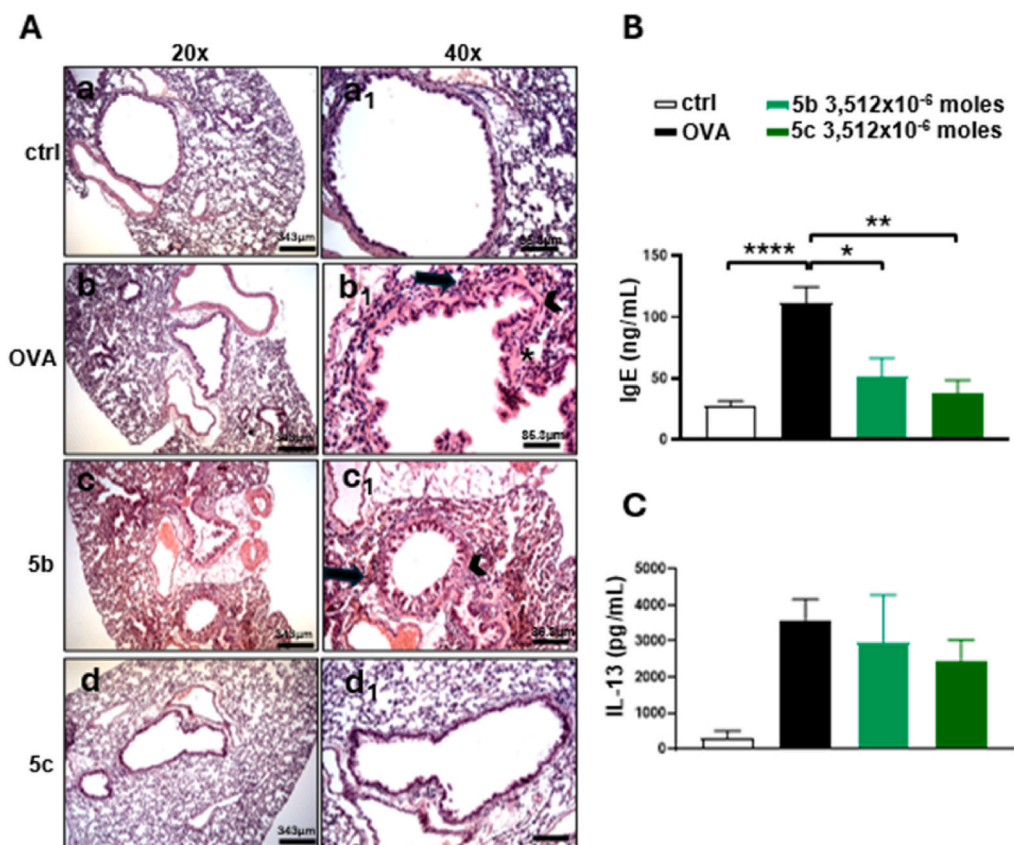 A
20x
40x
ctrl
a
a1
343µm
OVA
b
b1
*
343µm
85.8µm
5b
c
c1
343µm
5c
d
d1
343µm
B
ctrl
OVA
5b 3,512x10⁻⁶ moles
5c 3,512x10⁻⁶ moles
**** * **
IgE (ng/mL)
150
100
50
0
C
IL-13 (pg/mL)
5000
4000
3000
2000
1000
0